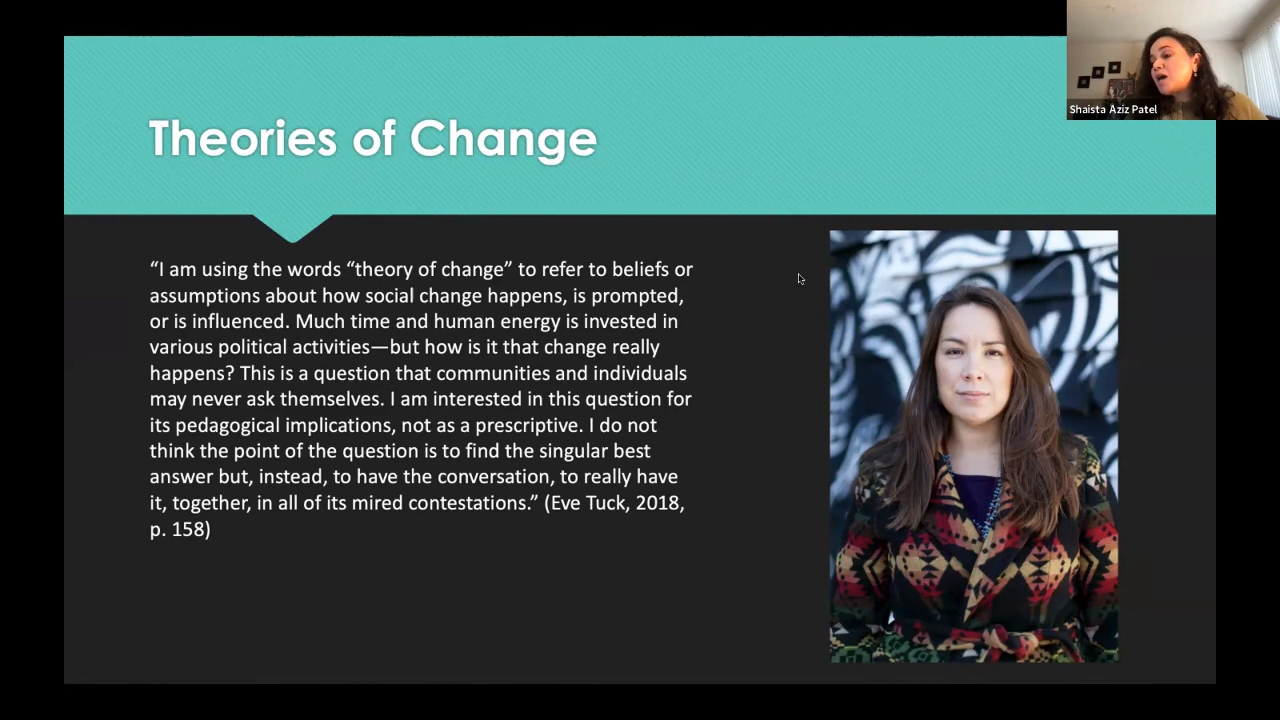 Theories of Change
Shaista Aziz Patel
“I am using the words “theory of change” to refer to beliefs or
assumptions about how social change happens, is prompted,
or is influenced. Much time and human energy is invested in
various political activities—but how is it that change really
happens? This is a question that communities and individuals
may never ask themselves. I am interested in this question for
its pedagogical implications, not as a prescriptive. I do not
think the point of the question is to find the singular best
answer but, instead, to have the conversation, to really have
it, together, in all of its mired contestations.” (Eve Tuck, 2018,
p. 158)